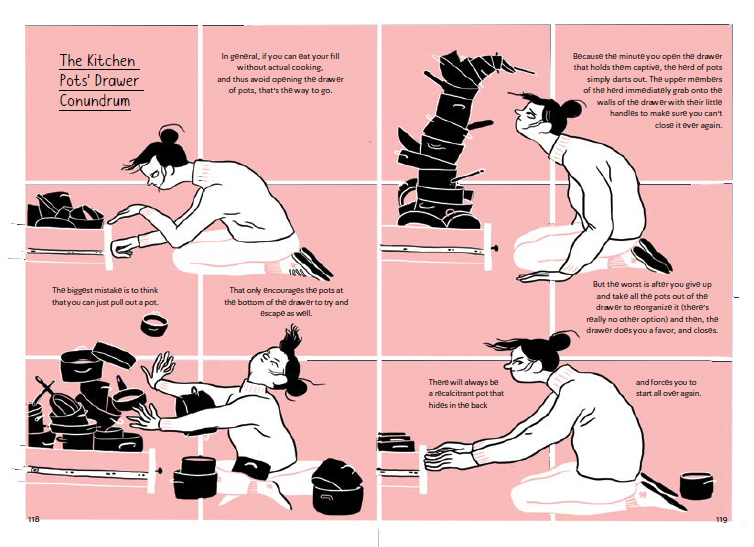 The Kitchen
Pots' Drawer
Conundrum
In general, if you can eat your fill
without actual cooking,
and thus avoid opening the drawer
of pots, that's the way to go.
Because the minute you open the drawer
that holds them captive, the herd of pots
simply darts out. The upper members
of the herd immediately grab onto the
walls of the drawer with their little
handles to make sure you can't
close it ever again.
The biggest mistake is to think
that you can just pull out a pot.
That only encourages the pots at
the bottom of the drawer to try and
escape as well.
But the worst is after you give up
and take all the pots out of the
drawer to reorganize it (there's
really no other option) and then, the
drawer does you a favor, and closes.
There will always be
a recalcitrant pot that
hides in the back
and forces you to
start all over again.
118
119